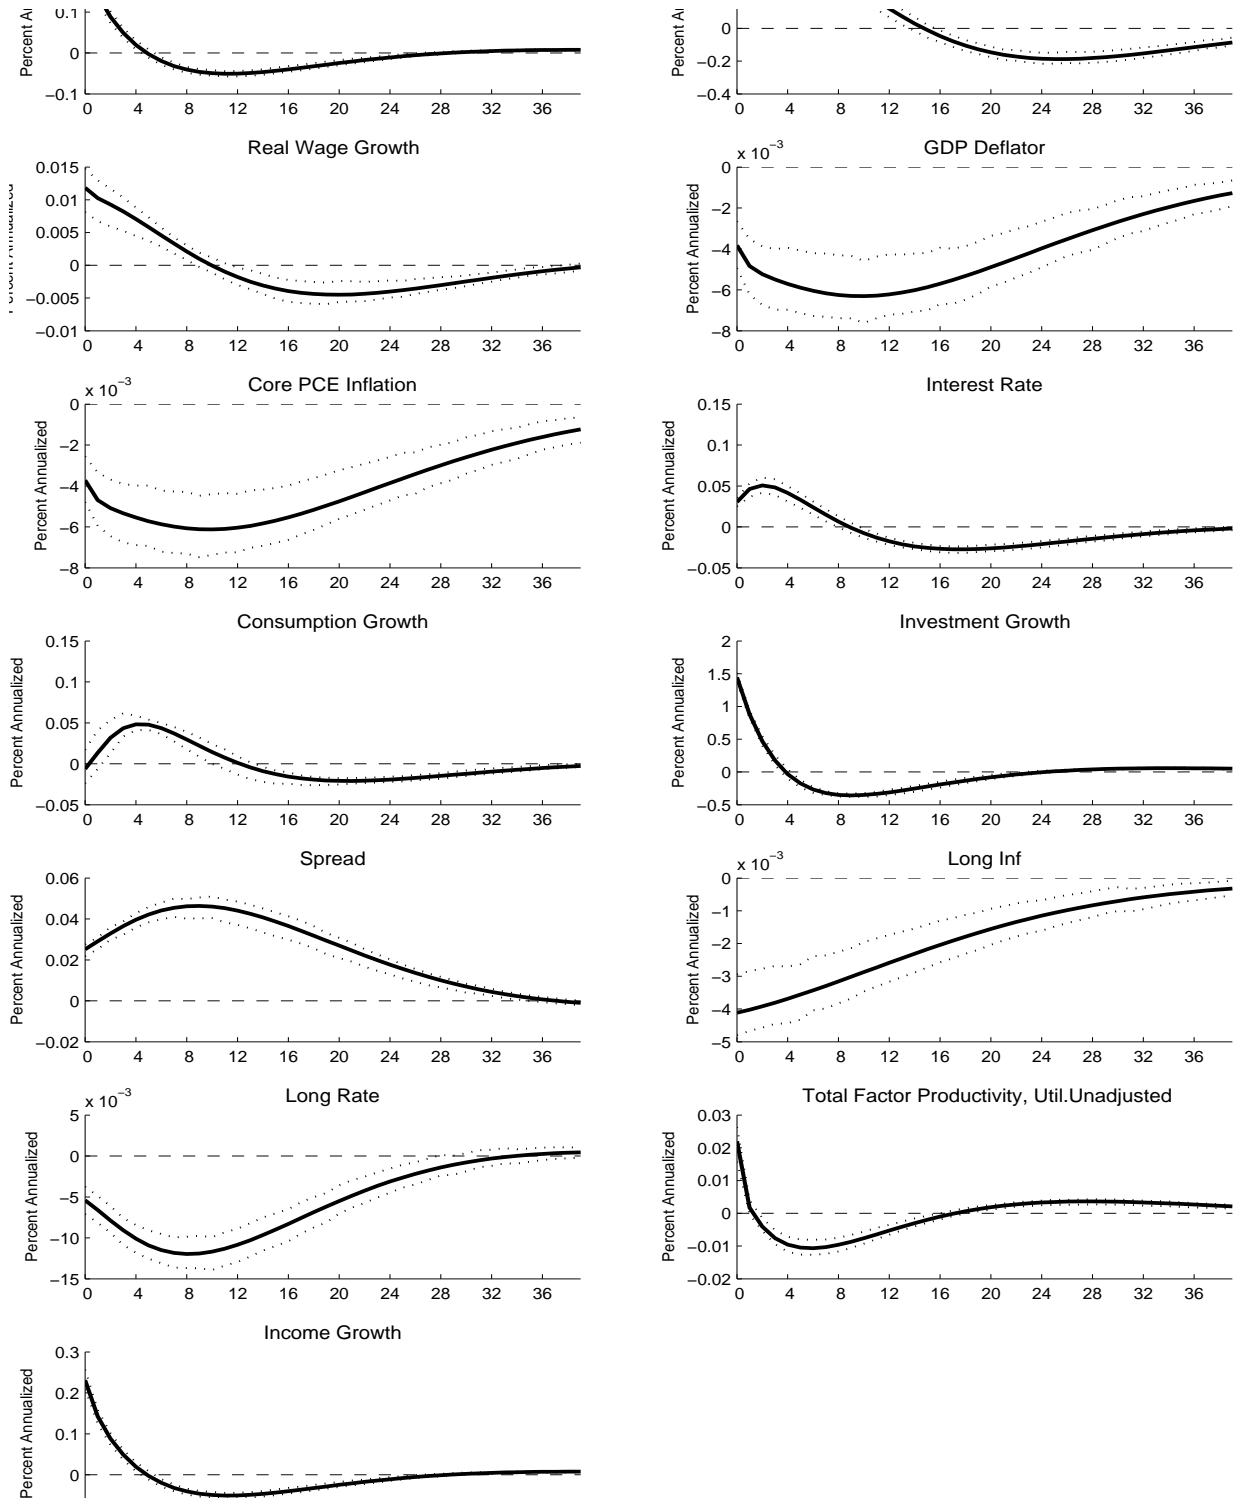 0.1
0
−0.1
0 4 8 12 16 20 24 28 32 36
0
−0.2
−0.4
0 4 8 12 16 20 24 28 32 36
Real Wage Growth
0.015
0.01
0.005
0
−0.005
−0.01
0 4 8 12 16 20 24 28 32 36
GDP Deflator
x 10−3
0
−2
−4
−6
−8
Percent Annualized
0 4 8 12 16 20 24 28 32 36
Core PCE Inflation
x 10−3
0
−2
−4
−6
−8
Percent Annualized
0 4 8 12 16 20 24 28 32 36
Interest Rate
0.15
0.1
0.05
0
−0.05
Percent Annualized
0 4 8 12 16 20 24 28 32 36
Consumption Growth
0.15
0.1
0.05
0
−0.05
Percent Annualized
0 4 8 12 16 20 24 28 32 36
Investment Growth
2
1.5
1
0.5
0
−0.5
Percent Annualized
0 4 8 12 16 20 24 28 32 36
Spread
0.06
0.04
0.02
0
−0.02
Percent Annualized
0 4 8 12 16 20 24 28 32 36
Long Inf
x 10−3
0
−1
−2
−3
−4
−5
Percent Annualized
0 4 8 12 16 20 24 28 32 36
Long Rate
x 10−3
5
0
−5
−10
−15
Percent Annualized
0 4 8 12 16 20 24 28 32 36
Total Factor Productivity, Util.Unadjusted
0.03
0.02
0.01
0
−0.01
−0.02
Percent Annualized
0 4 8 12 16 20 24 28 32 36
Income Growth
0.3
0.2
0.1
0
Percent Annualized